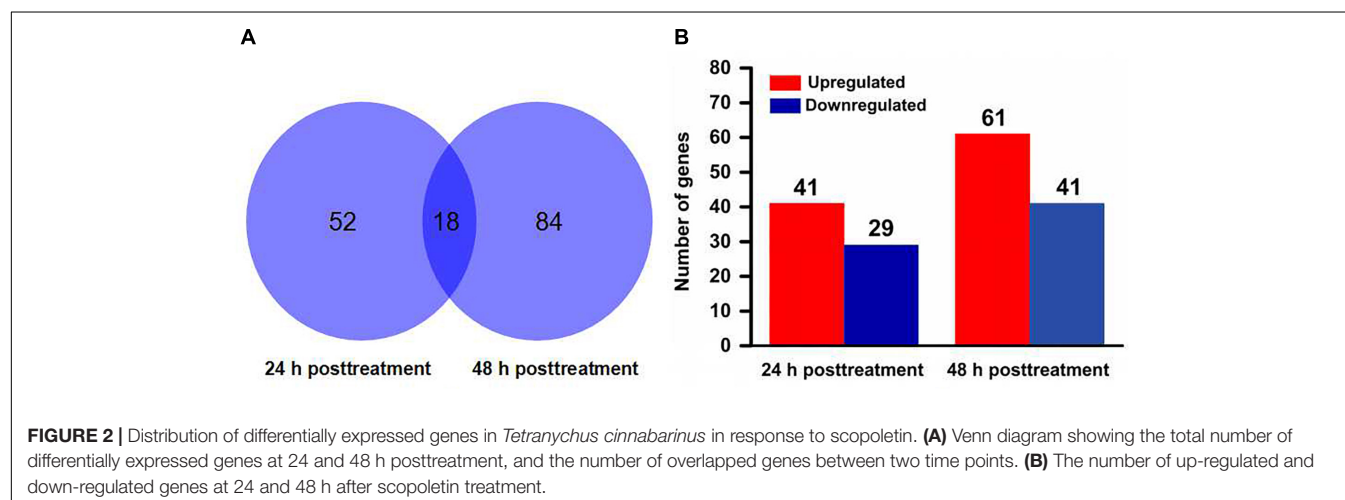 A
52
18
84
24 h posttreatment
48 h posttreatment
B
Number of genes
80
70
60
50
40
30
20
10
0
Upregulated
Downregulated
41
29
61
41
24 h posttreatment
48 h posttreatment
FIGURE 2 | Distribution of differentially expressed genes in Tetranychus cinnabarinus in response to scopoletin. (A) Venn diagram showing the total number of
differentially expressed genes at 24 and 48 h posttreatment, and the number of overlapped genes between two time points. (B) The number of up-regulated and
down-regulated genes at 24 and 48 h after scopoletin treatment.